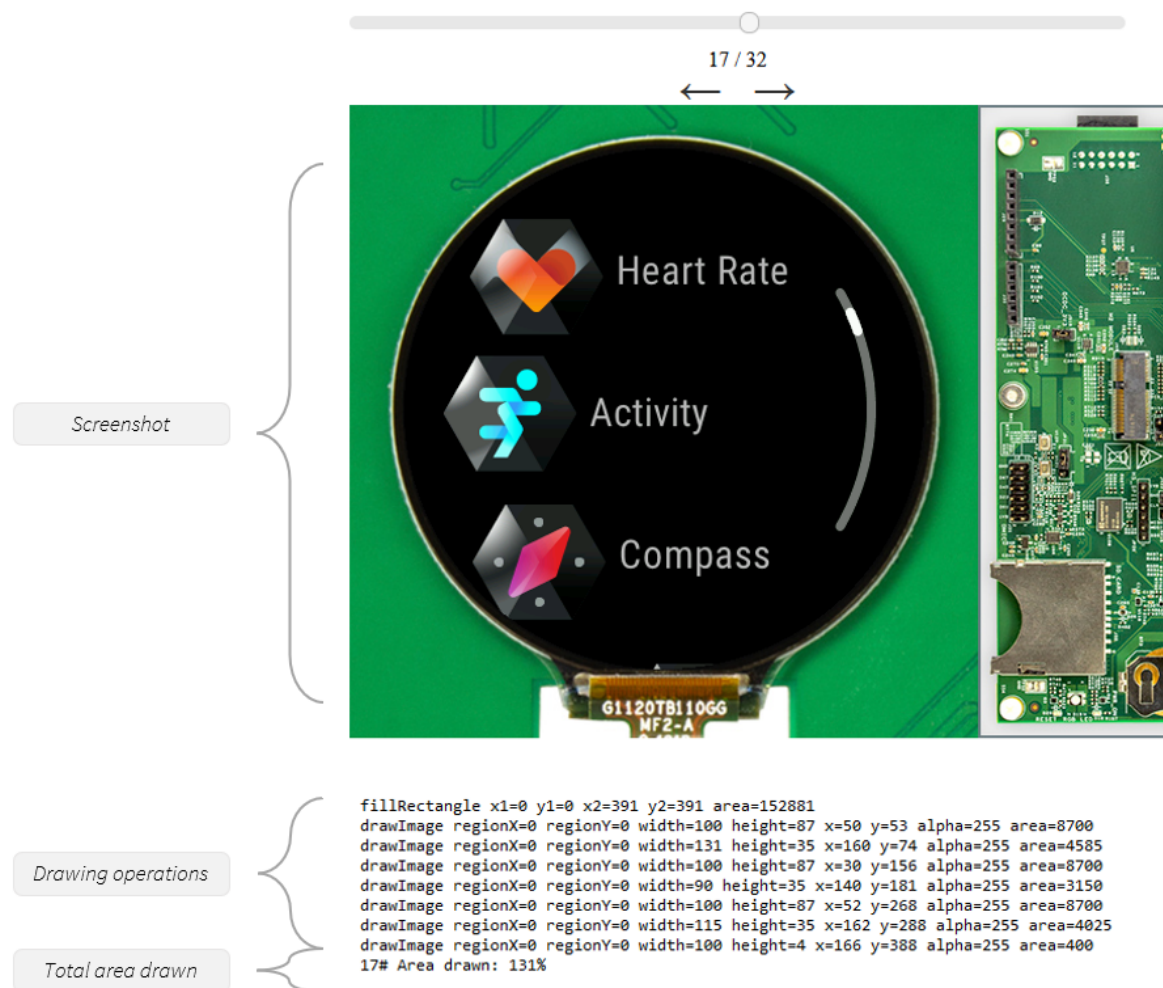 17 / 32
Heart Rate
Activity
Compass
G1120TB110GG
MF2-A
Screenshot
fillRectangle x1=0 y1=0 x2=391 y2=391 area=152881
drawImage regionX=0 regionY=0 width=100 height=87 x=50 y=53 alpha=255 area=8700
drawImage regionX=0 regionY=0 width=131 height=35 x=160 y=74 alpha=255 area=4585
drawImage regionX=0 regionY=0 width=100 height=87 x=30 y=156 alpha=255 area=8700
drawImage regionX=0 regionY=0 width=90 height=35 x=140 y=181 alpha=255 area=3150
drawImage regionX=0 regionY=0 width=100 height=87 x=52 y=268 alpha=255 area=8700
drawImage regionX=0 regionY=0 width=115 height=35 x=162 y=288 alpha=255 area=4025
drawImage regionX=0 regionY=0 width=100 height=4 x=166 y=388 alpha=255 area=400
17# Area drawn: 131%
Drawing operations
Total area drawn